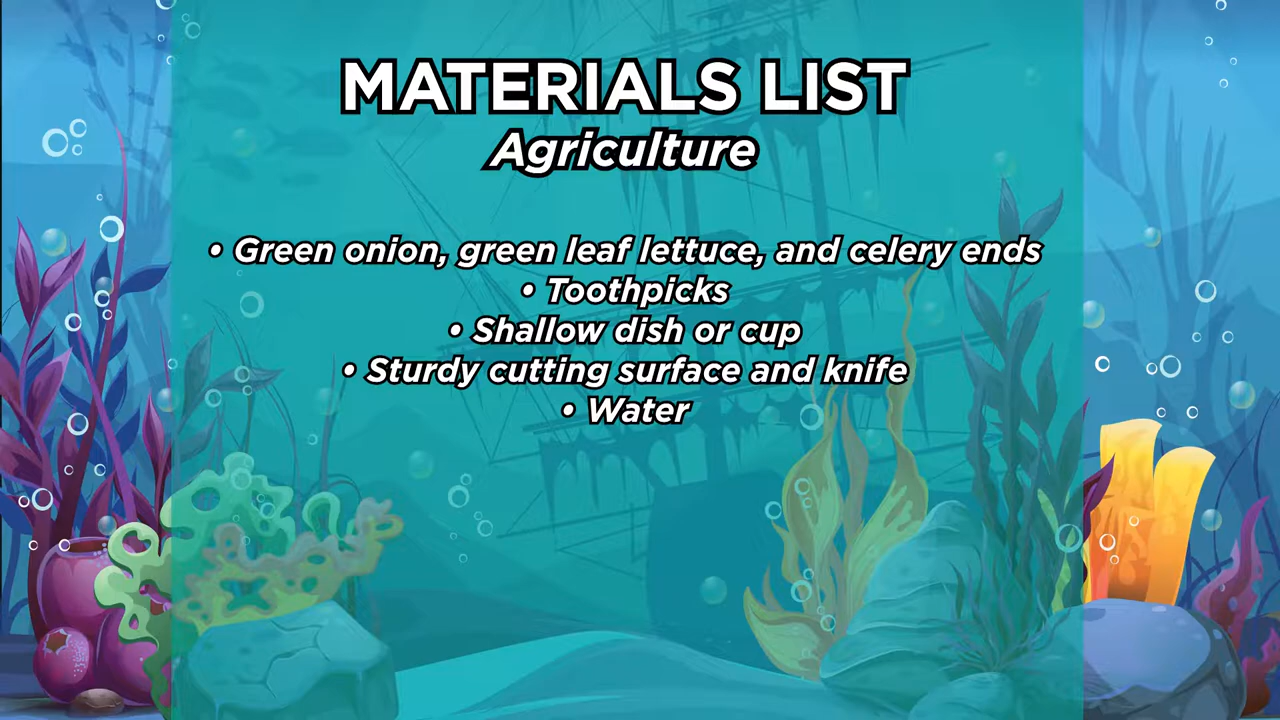 MATERIALS LIST
Agriculture
• Green onion, green leaf lettuce, and celery ends
• Toothpicks
• Shallow dish or cup
• Sturdy cutting surface and knife
• Water